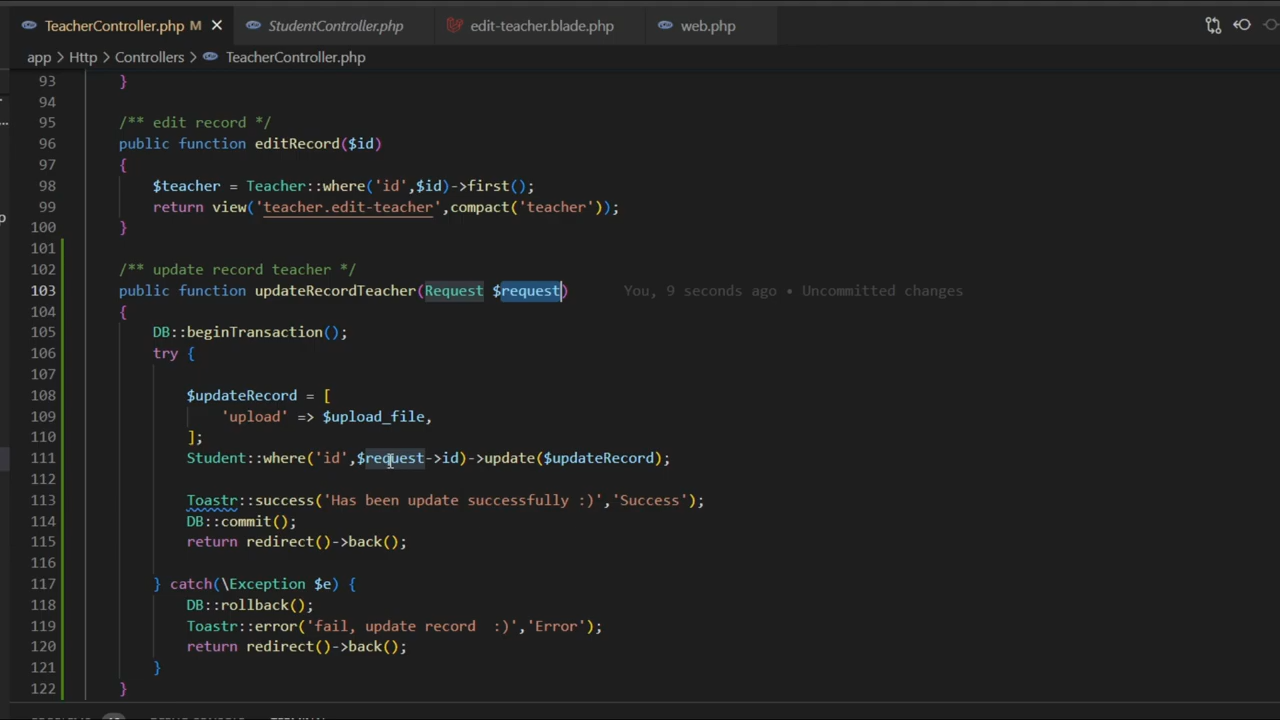 TeacherController.php M StudentController.php edit-teacher.blade.php web.php
app > Http > Controllers > TeacherController.php
93 }
94
95 /** edit record */
96 public function editRecord($id)
97 {
98 $teacher = Teacher::where('id',$id)->first();
99 return view('teacher.edit-teacher',compact('teacher'));
100 }
101
102 /** update record teacher */
103 public function updateRecordTeacher(Request $request) You, 9 seconds ago • Uncommitted changes
104 {
105 DB::beginTransaction();
106 try {
107
108 $updateRecord = [
109 'upload' => $upload_file,
110 ];
111 Student::where('id',$request->id)->update($updateRecord);
112
113 Toastr::success('Has been update successfully :)','Success');
114 DB::commit();
115 return redirect()->back();
116
117 } catch(\Exception $e) {
118 DB::rollback();
119 Toastr::error('fail, update record  :)','Error');
120 return redirect()->back();
121 }
122 }